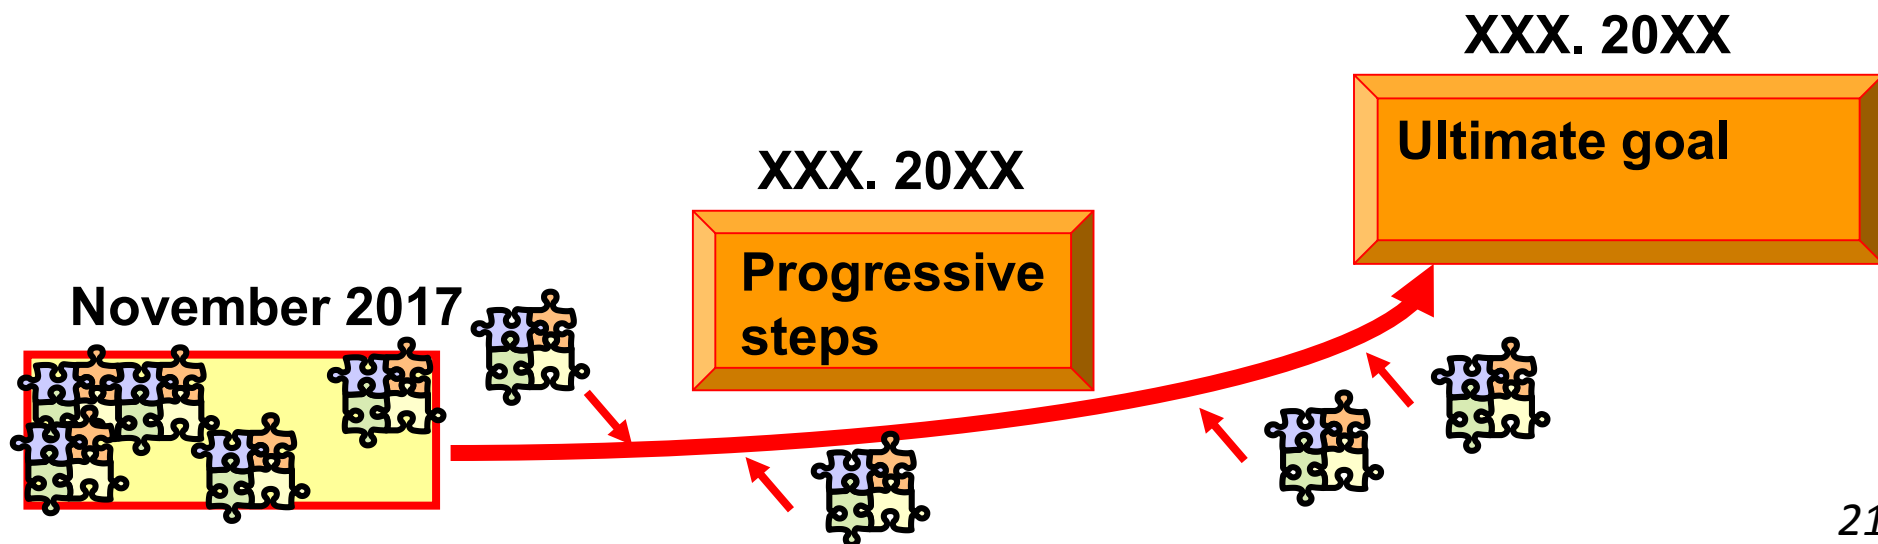 XXX. 20XX
Ultimate goal
XXX. 20XX
Progressive
steps
November 2017
21